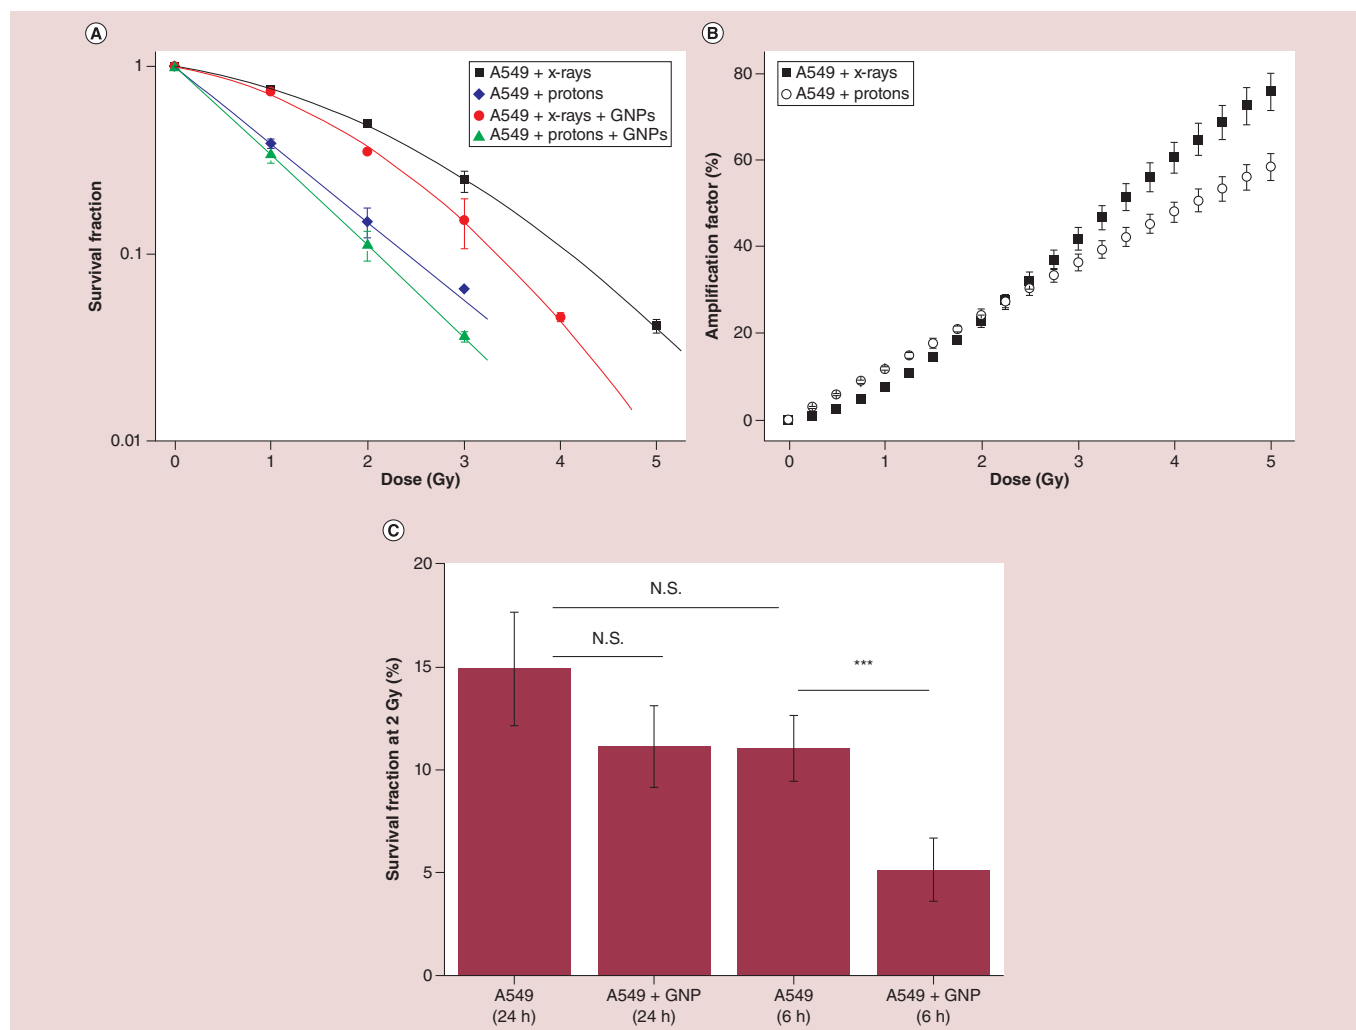 A
A549 + x-rays
A549 + protons
A549 + x-rays + GNPs
A549 + protons + GNPs
Survival fraction
1
0.1
0.01
0
1
2
3
4
5
Dose (Gy)
B
A549 + x-rays
A549 + protons
Amplification factor (%)
80
60
40
20
0
0
1
2
3
4
5
Dose (Gy)
C
Survival fraction at 2 Gy (%)
20
15
10
5
0
N.S.
N.S.
***
A549
(24 h)
A549 + GNP
(24 h)
A549
(6 h)
A549 + GNP
(6 h)